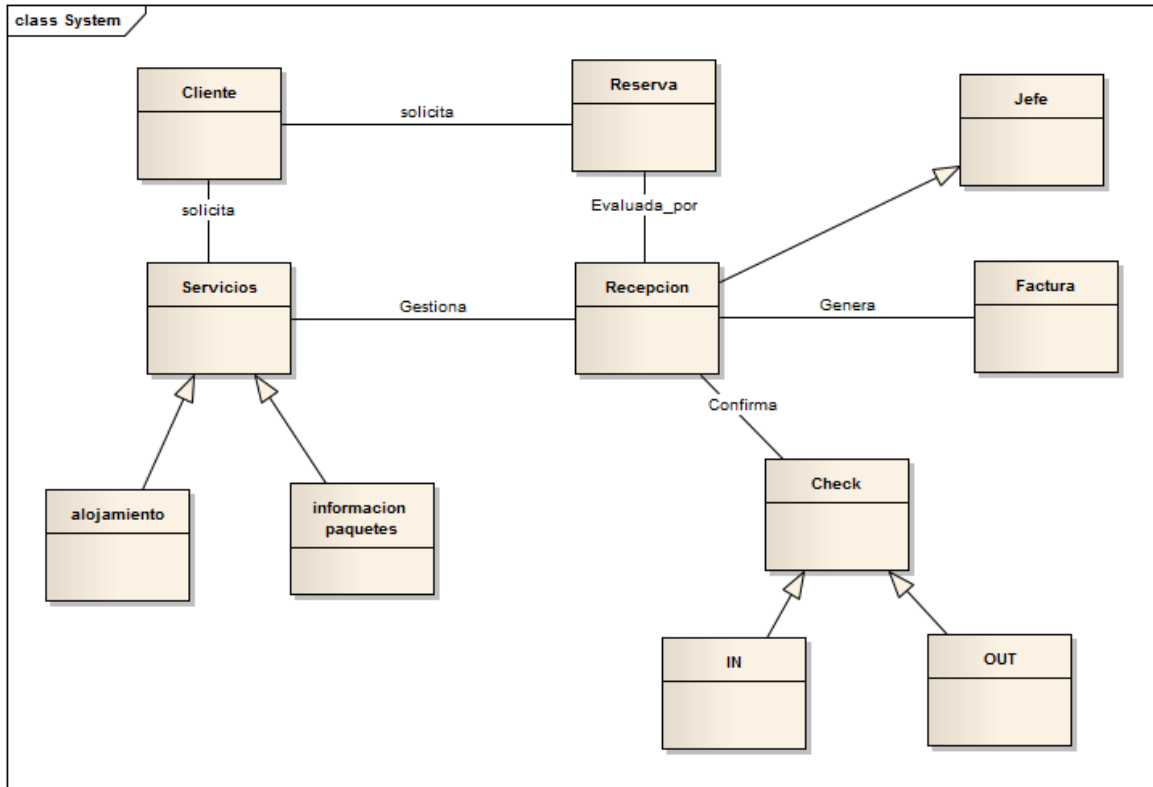 class System
Cliente
Reserva
Jefe
solicita
solicita
Evaluada_por
Servicios
Recepcion
Factura
Gestiona
Genera
Confirma
alojamiento
informacion
paquetes
Check
IN
OUT